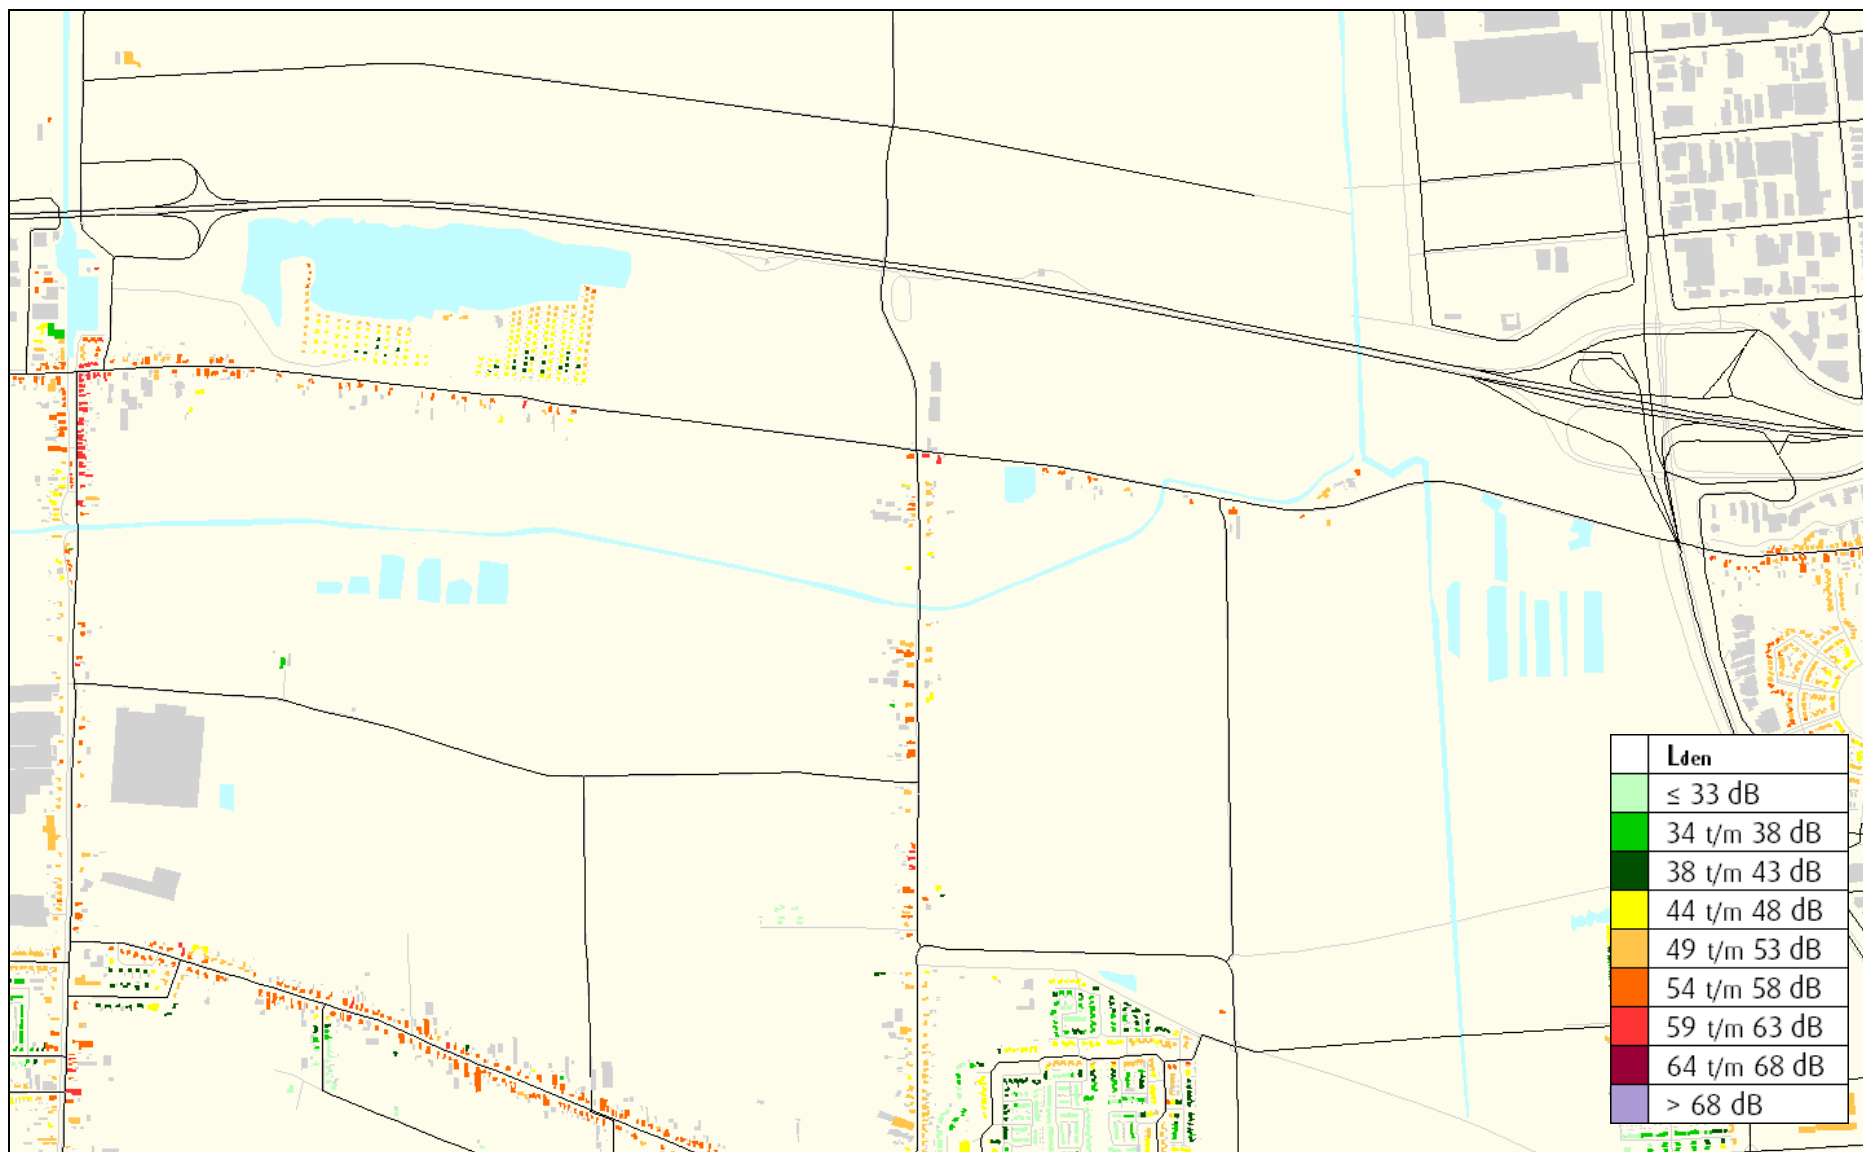 Lden
≤ 33 dB
34 t/m 38 dB
38 t/m 43 dB
44 t/m 48 dB
49 t/m 53 dB
54 t/m 58 dB
59 t/m 63 dB
64 t/m 68 dB
> 68 dB